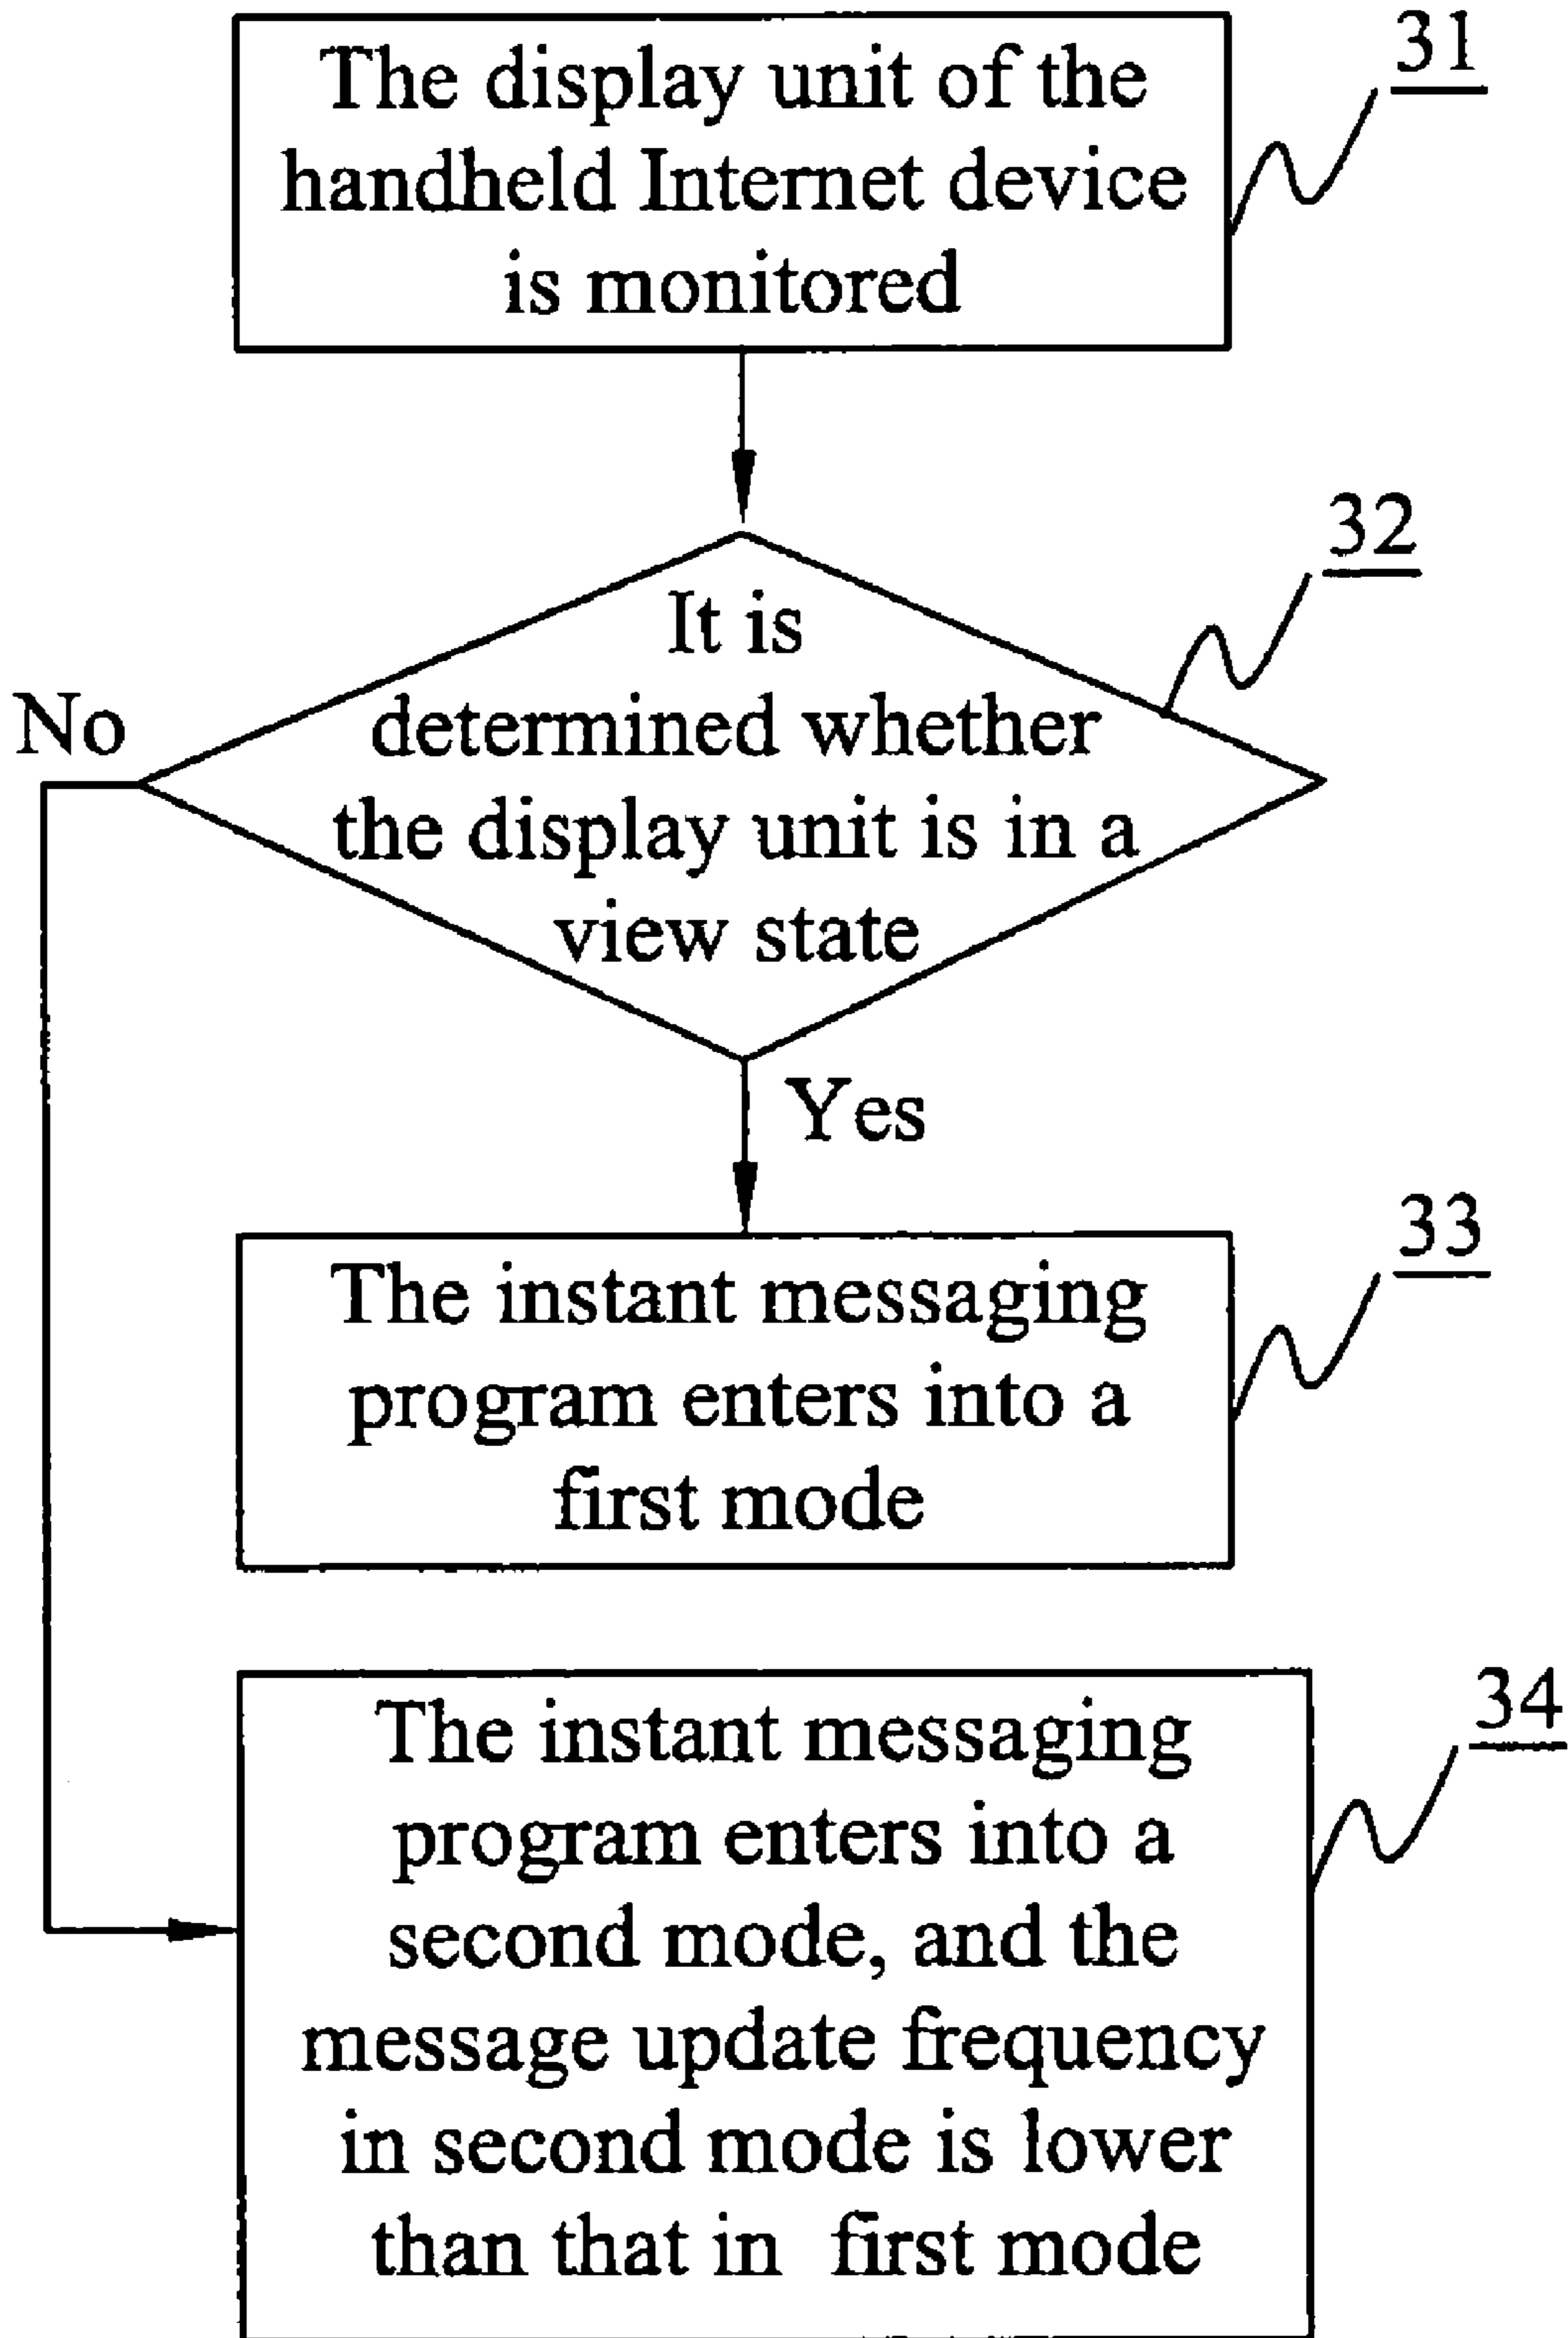 The display unit of the
handheld Internet device
is monitored
31
32
It is
determined whether
the display unit is in a
view state
No
Yes
33
The instant messaging
program enters into a
first mode
34
The instant messaging
program enters into a
second mode, and the
message update frequency
in second mode is lower
than that in first mode